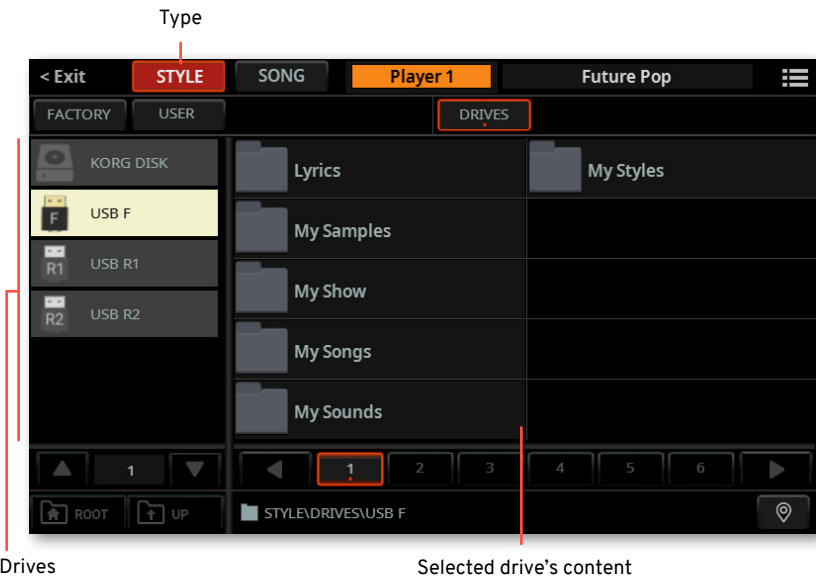 Type
< Exit STYLE SONG Player 1 Future Pop
FACTORY USER DRIVES
KORG DISK
F USB F
R1 USB R1
R2 USB R2
Lyrics My Styles
My Samples
My Show
My Songs
My Sounds
1 1 2 3 4 5 6
ROOT UP STYLE\DRIVES\USB F
Drives Selected drive's content